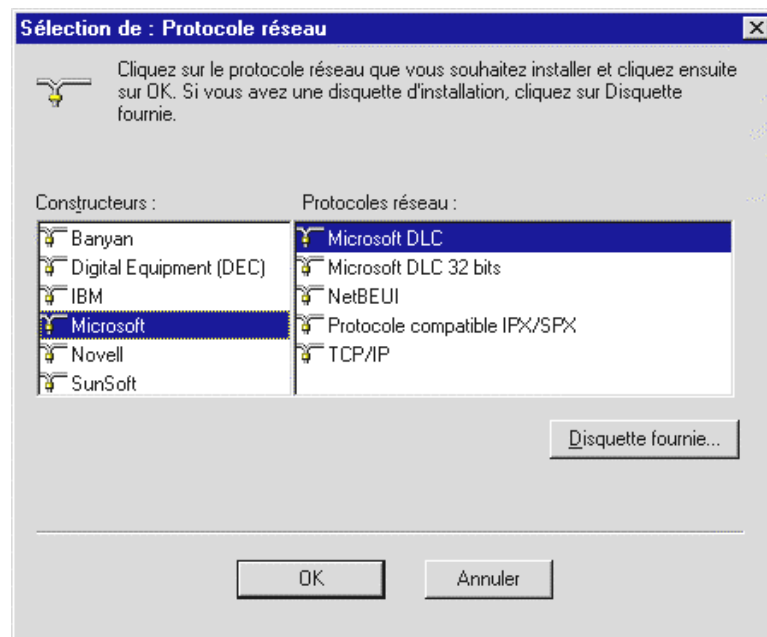 Sélection de : Protocole réseau
Cliquez sur le protocole réseau que vous souhaitez installer et cliquez ensuite
sur OK. Si vous avez une disquette d'installation, cliquez sur Disquette
fournie.
Constructeurs :
Banyan
Digital Equipment (DEC)
IBM
Microsoft
Novell
SunSoft
Protocoles réseau :
Microsoft DLC
Microsoft DLC 32 bits
NetBEUI
Protocole compatible IPX/SPX
TCP/IP
Disquette fournie...
OK
Annuler